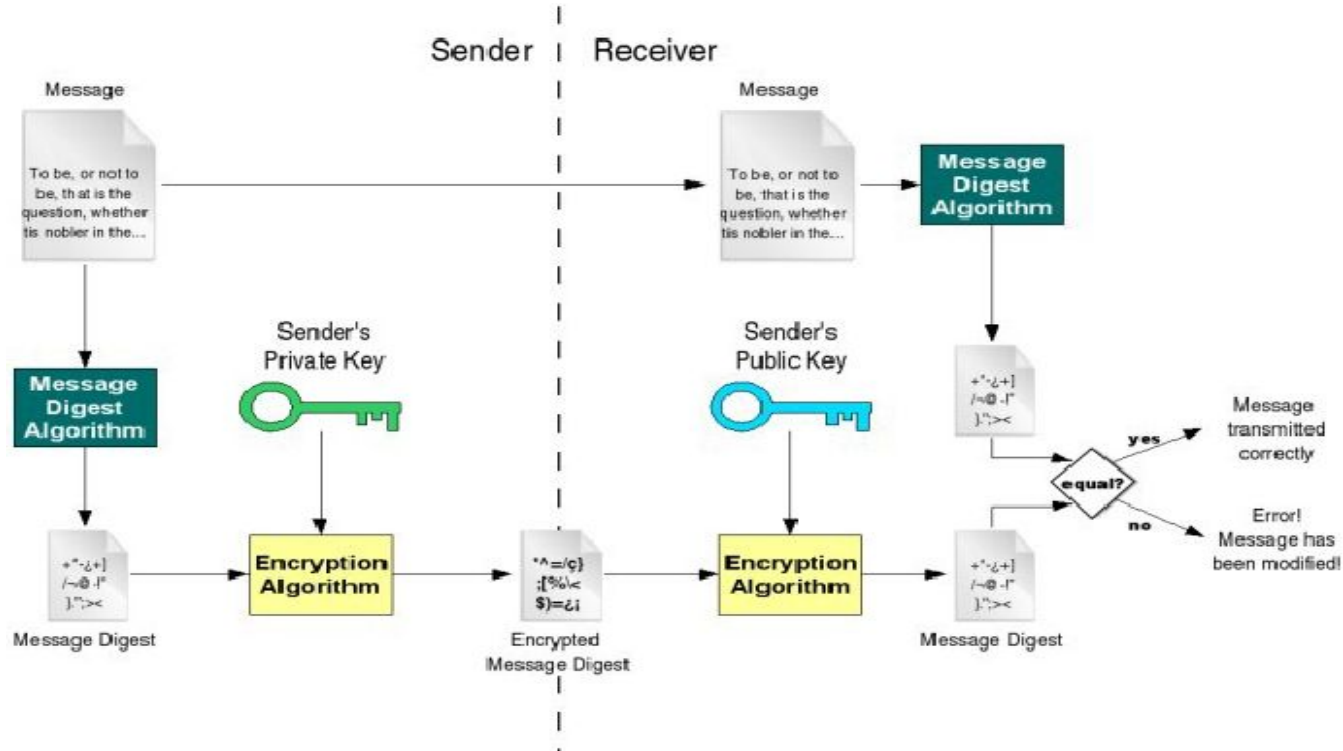 Sender
Receiver
Message
To be, or not to
be, that is the
question, whether
tis nobler in the...
Message
To be, or not to
be, that is the
question, whether
tis nobler in the...
Message
Digest
Algorithm
Sender's
Private Key
Sender's
Public Key
Message
Digest
Algorithm
+*-¿+]
/¬@-!"
}.";><
yes
Message
transmitted
correctly
equal?
no
Error!
Message has
been modified!
+*-¿+]
/¬@-!"
}.";><
Message Digest
Encryption
Algorithm
*^=/ç}
;[%\<
$)=¿¡
Encrypted
Message Digest
Encryption
Algorithm
+*-¿+]
/¬@-!"
}.";><
Message Digest